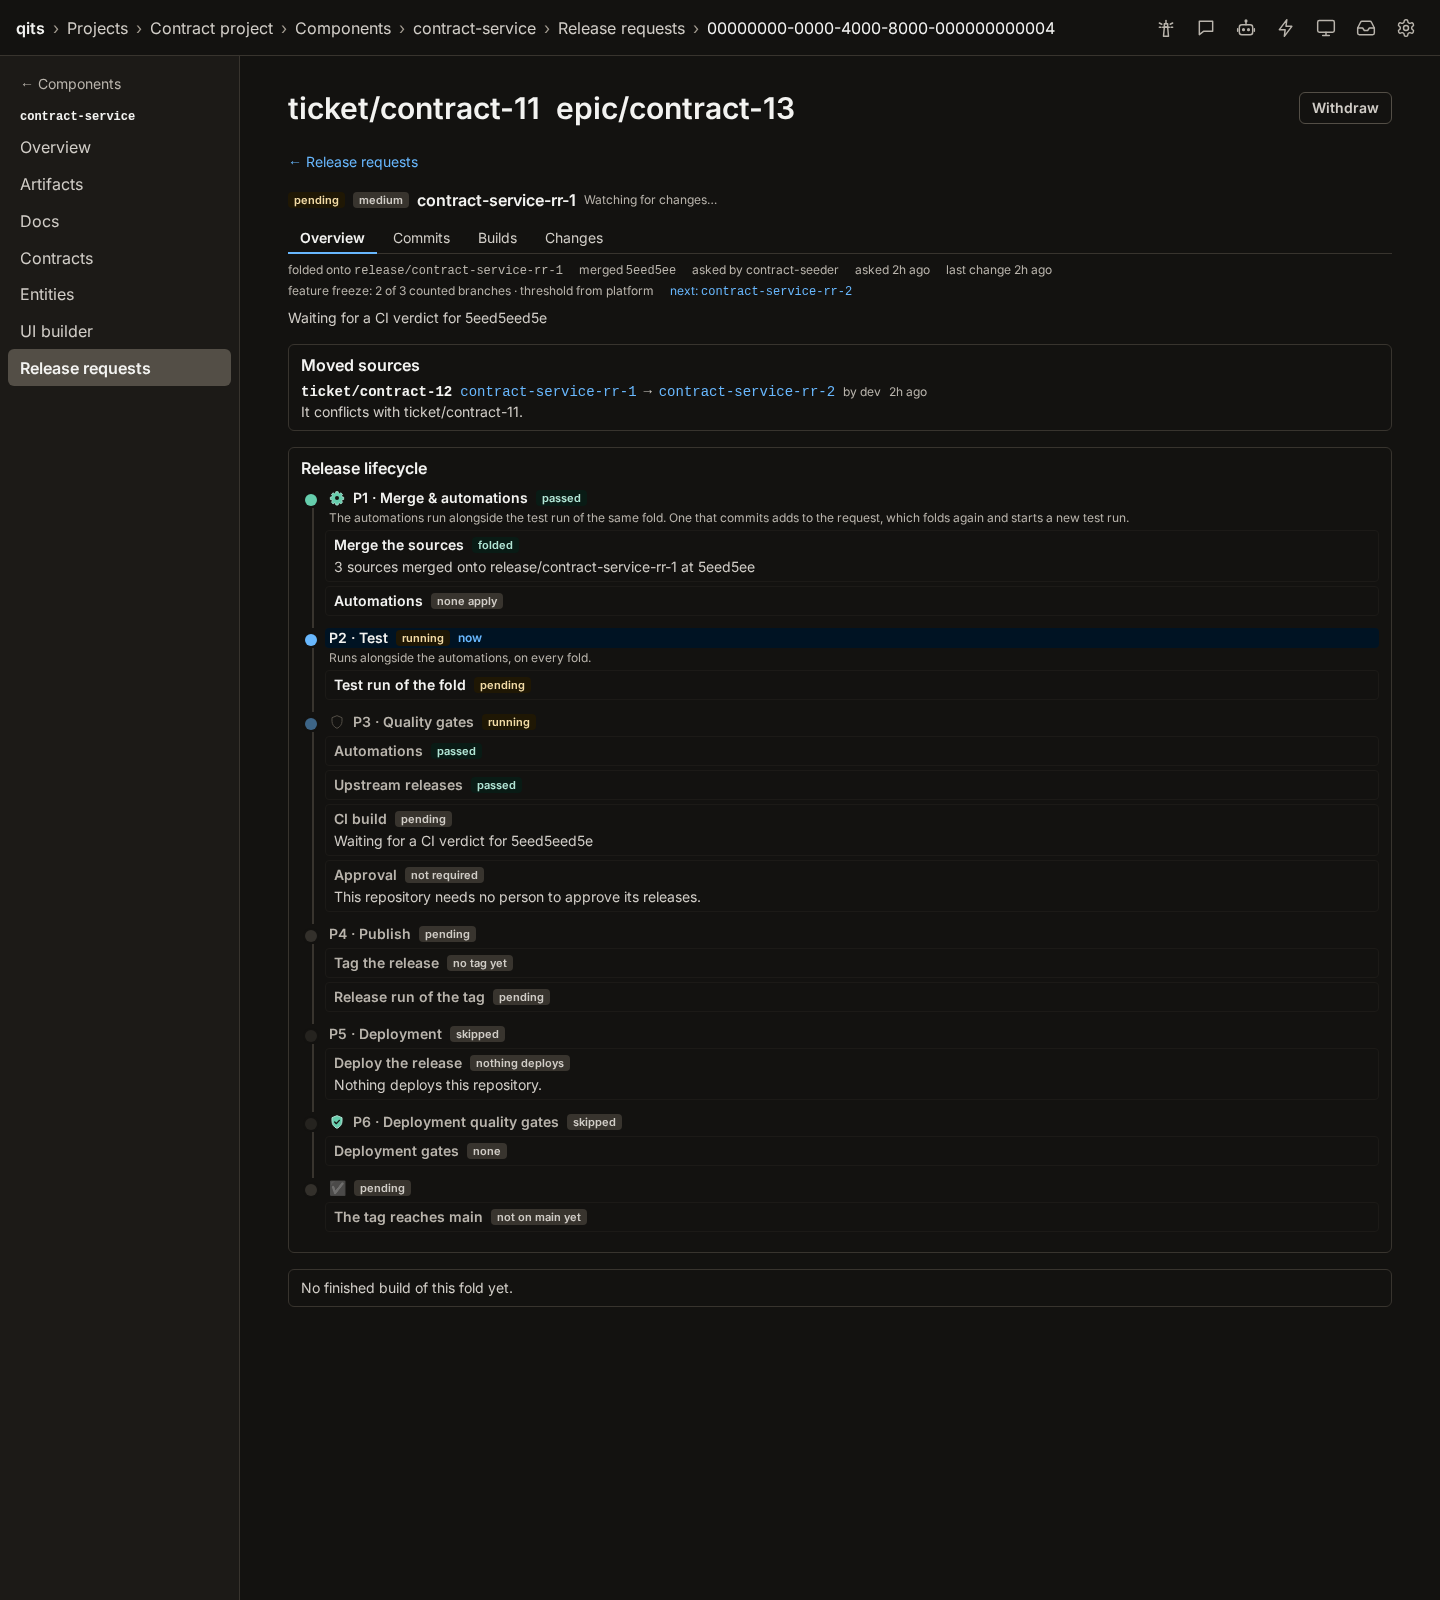 qits › Projects › Contract project › Components › contract-service › Release requests › 00000000-0000-4000-8000-000000000004
← Components
contract-service
Overview
Artifacts
Docs
Contracts
Entities
UI builder
Release requests
ticket/contract-11 epic/contract-13
Withdraw
← Release requests
pending medium contract-service-rr-1 Watching for changes…
Overview Commits Builds Changes
folded onto release/contract-service-rr-1 merged 5eed5ee asked by contract-seeder asked 2h ago last change 2h ago
feature freeze: 2 of 3 counted branches · threshold from platform next: contract-service-rr-2
Waiting for a CI verdict for 5eed5eed5e
Moved sources
ticket/contract-12 contract-service-rr-1 → contract-service-rr-2 by dev 2h ago
It conflicts with ticket/contract-11.
Release lifecycle
P1 · Merge & automations passed
The automations run alongside the test run of the same fold. One that commits adds to the request, which folds again and starts a new test run.
Merge the sources folded
3 sources merged onto release/contract-service-rr-1 at 5eed5ee
Automations none apply
P2 · Test running now
Runs alongside the automations, on every fold.
Test run of the fold pending
P3 · Quality gates running
Automations passed
Upstream releases passed
CI build pending
Waiting for a CI verdict for 5eed5eed5e
Approval not required
This repository needs no person to approve its releases.
P4 · Publish pending
Tag the release no tag yet
Release run of the tag pending
P5 · Deployment skipped
Deploy the release nothing deploys
Nothing deploys this repository.
P6 · Deployment quality gates skipped
Deployment gates none
pending
The tag reaches main not on main yet
No finished build of this fold yet.